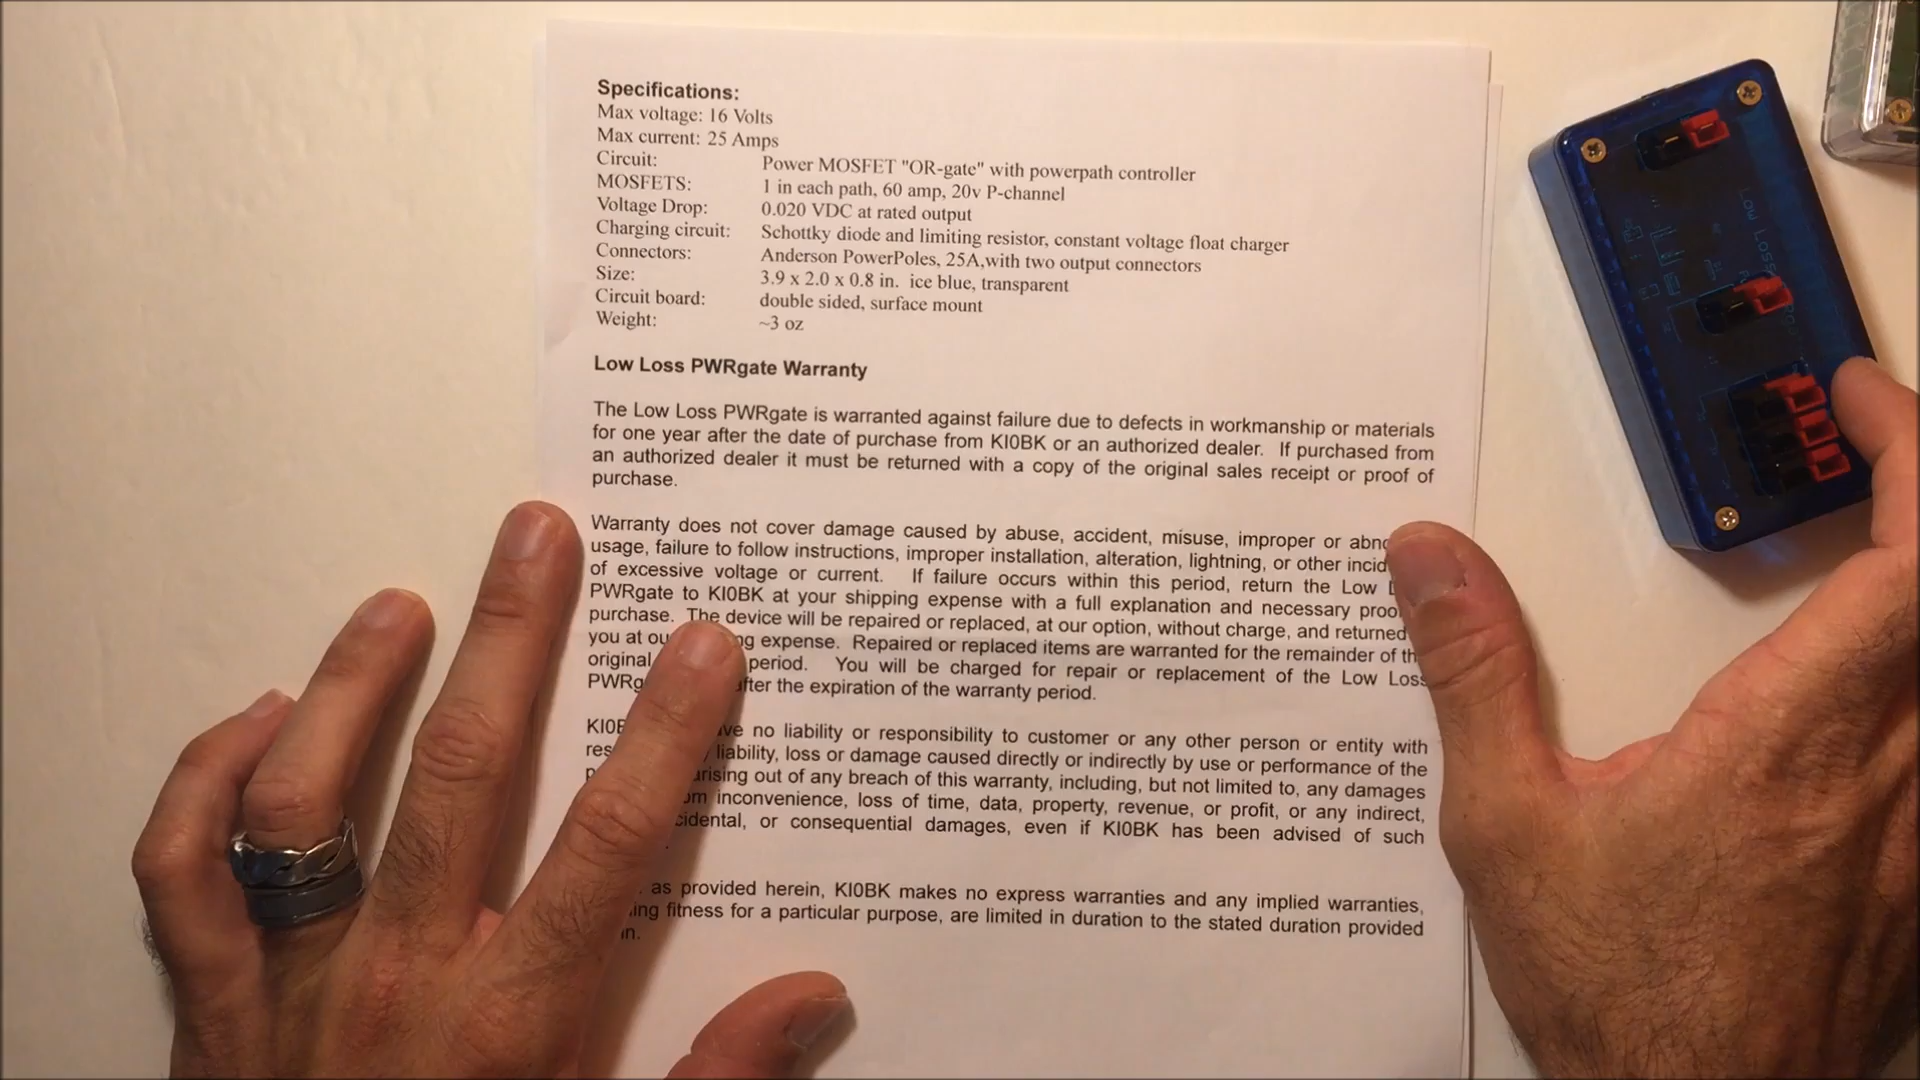 Specifications:
Max voltage: 16 Volts
Max current: 25 Amps
Circuit: Power MOSFET "OR-gate" with powerpath controller
MOSFETS: 1 in each path, 60 amp, 20v P-channel
Voltage Drop: 0.020 VDC at rated output
Charging circuit: Schottky diode and limiting resistor, constant voltage float charger
Connectors: Anderson PowerPoles, 25A,with two output connectors
Size: 3.9 x 2.0 x 0.8 in. ice blue, transparent
Circuit board: double sided, surface mount
Weight: ~3 oz
Low Loss PWRgate Warranty
The Low Loss PWRgate is warranted against failure due to defects in workmanship or materials
for one year after the date of purchase from KI0BK or an authorized dealer. If purchased from
an authorized dealer it must be returned with a copy of the original sales receipt or proof of
purchase.
Warranty does not cover damage caused by abuse, accident, misuse, improper or
usage, failure to follow instructions, improper installation, alteration, lightning, or other
of excessive voltage or current. If failure occurs within this period, return the Low
PWRgate to KI0BK at your shipping expense with a full explanation and necessary
purchase. The device will be repaired or replaced, at our option, without charge, and returned
you at expense. Repaired or replaced items are warranted for the remainder of
original period. You will be charged for repair or replacement of the Low Loss
after the expiration of the warranty period.
no liability or responsibility to customer or any other person or entity with
liability, loss or damage caused directly or indirectly by use or performance of the
arising out of any breach of this warranty, including, but not limited to, any damages
inconvenience, loss of time, data, property, revenue, or profit, or any indirect,
or consequential damages, even if KI0BK has been advised of such
as provided herein, KI0BK makes no express warranties and any implied warranties,
fitness for a particular purpose, are limited in duration to the stated duration provided
Low Loss